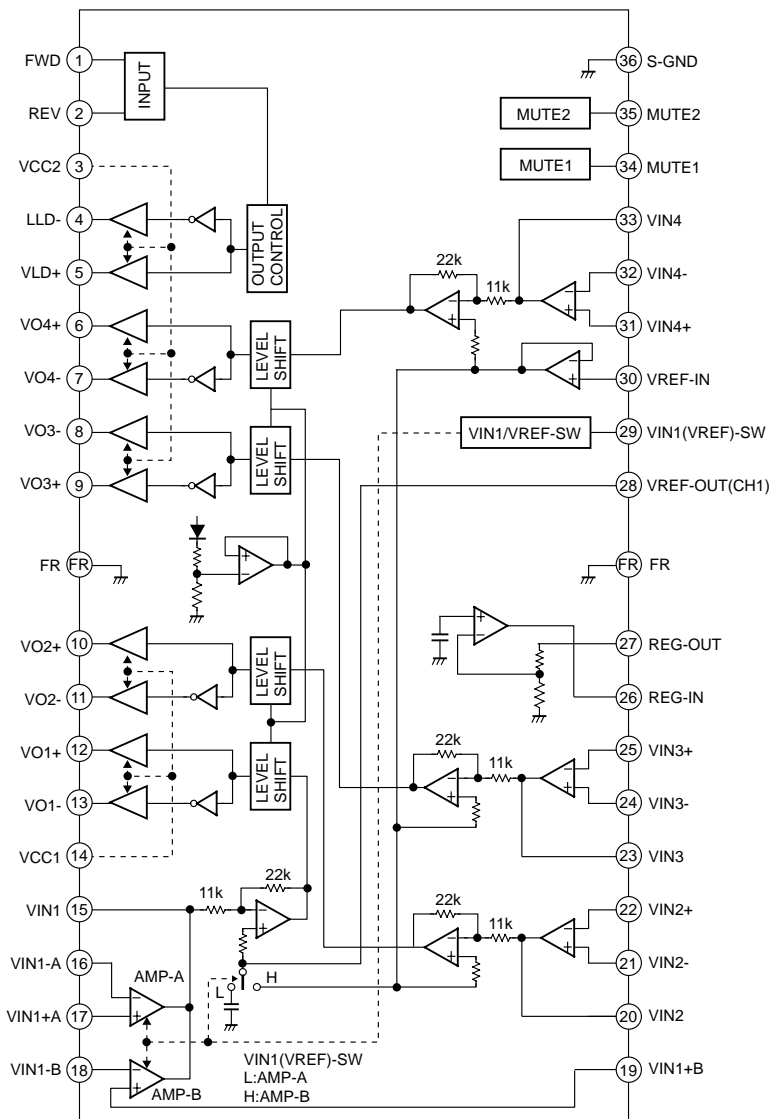 FWD 1
REV 2
VCC2 3
LLD- 4
VLD+ 5
VO4+ 6
VO4- 7
VO3- 8
VO3+ 9
FR FR
VO2+ 10
VO2- 11
VO1+ 12
VO1- 13
VCC1 14
VIN1 15
VIN1-A 16
VIN1+A 17
VIN1-B 18
INPUT
OUTPUT
CONTROL
LEVEL
SHIFT
LEVEL
SHIFT
LEVEL
SHIFT
LEVEL
SHIFT
11k
22k
AMP-A
AMP-B
L
H
VIN1(VREF)-SW
L:AMP-A
H:AMP-B
MUTE2
MUTE1
22k
11k
VIN1/VREF-SW
22k
11k
22k
11k
36 S-GND
35 MUTE2
34 MUTE1
33 VIN4
32 VIN4-
31 VIN4+
30 VREF-IN
29 VIN1(VREF)-SW
28 VREF-OUT(CH1)
FR FR
27 REG-OUT
26 REG-IN
25 VIN3+
24 VIN3-
23 VIN3
22 VIN2+
21 VIN2-
20 VIN2
19 VIN1+B